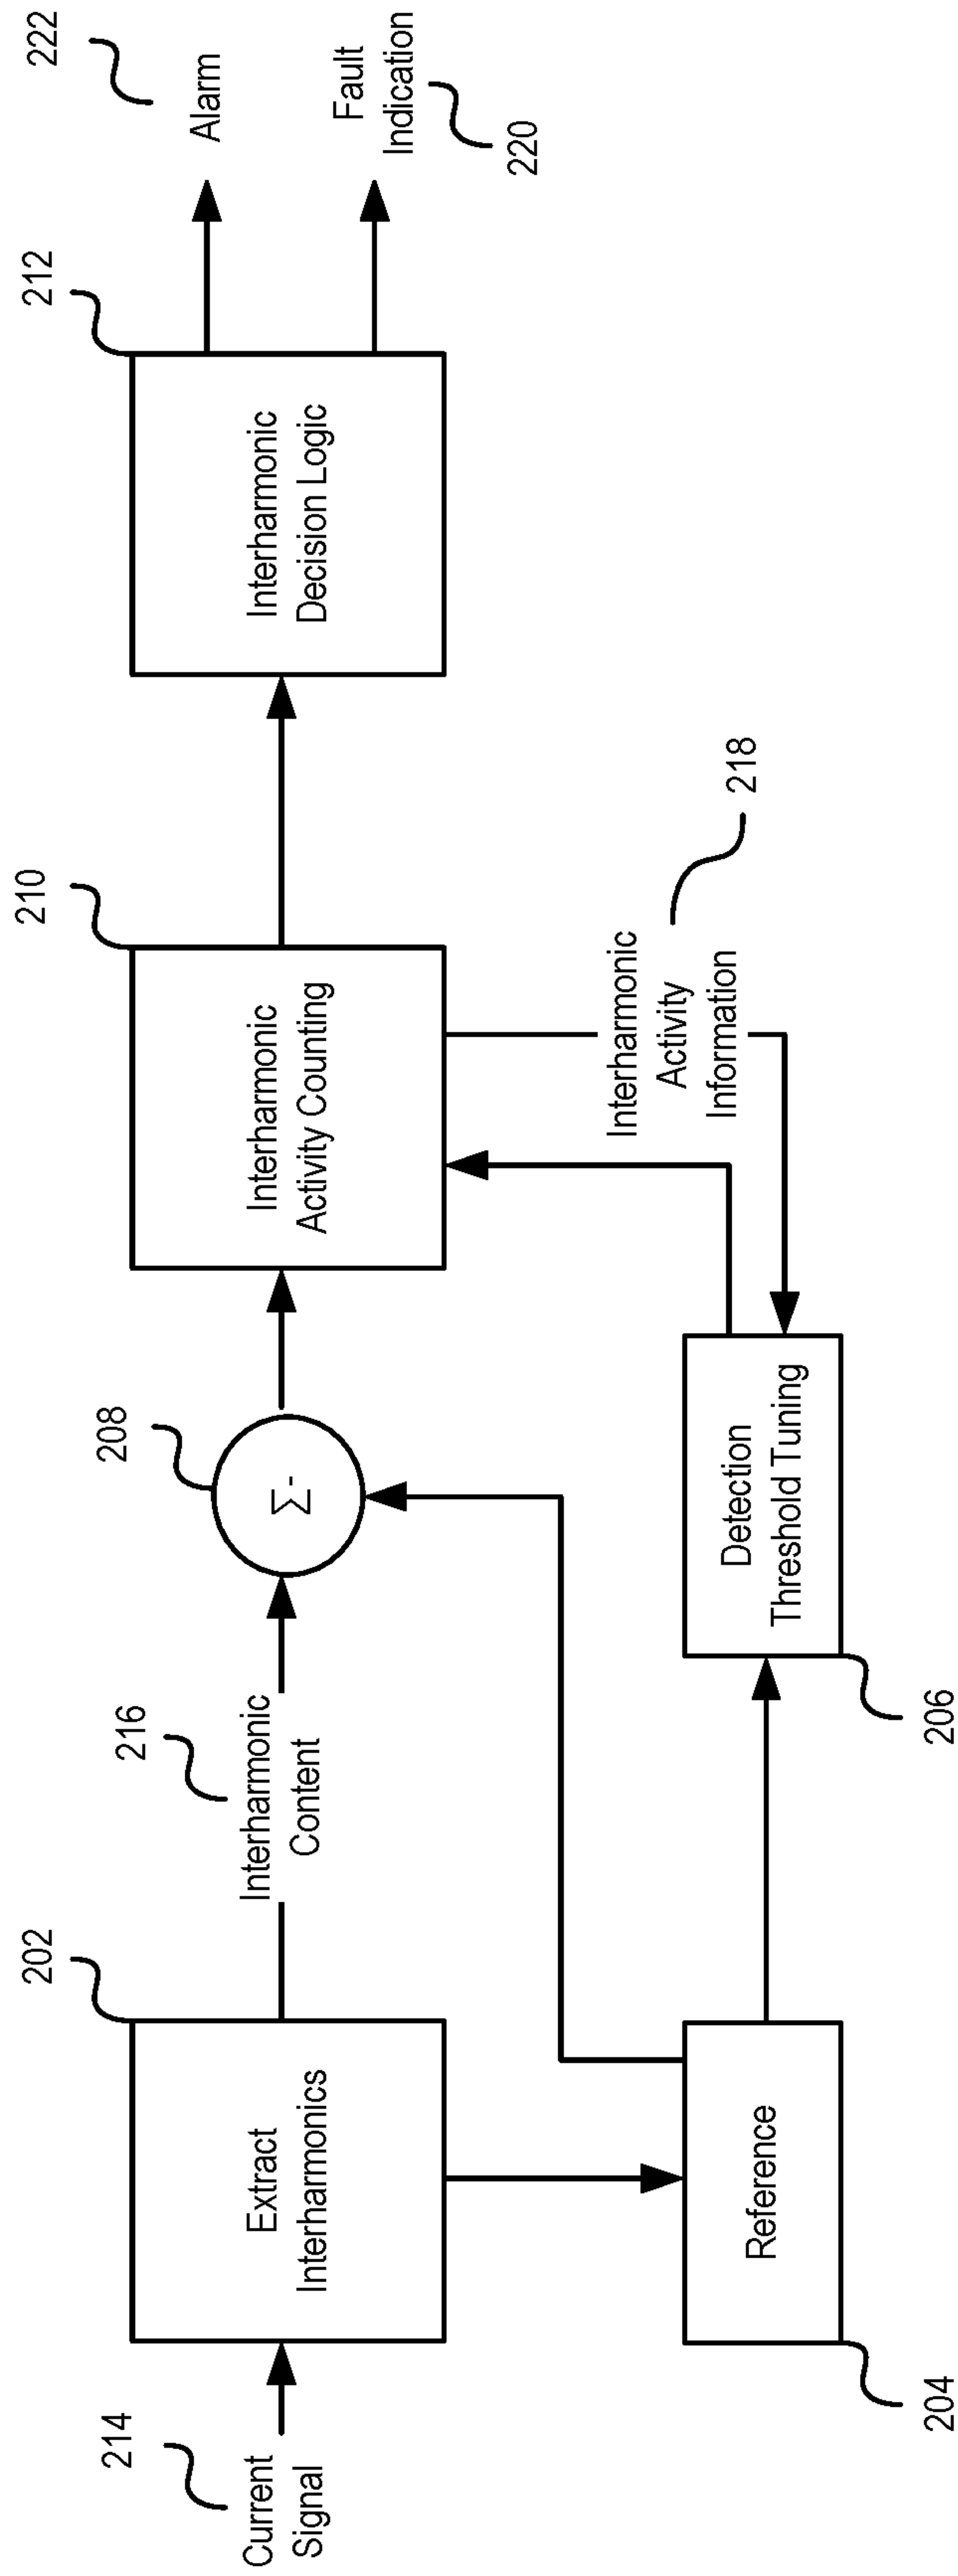 214
Current
Signal
202
Extract
Interharmonics
216
Interharmonic
Content
208
Σ-
210
Interharmonic
Activity Counting
212
Interharmonic
Decision Logic
222
Alarm
Fault
Indication
220
Reference
204
Detection
Threshold Tuning
206
Interharmonic
Activity
Information
218